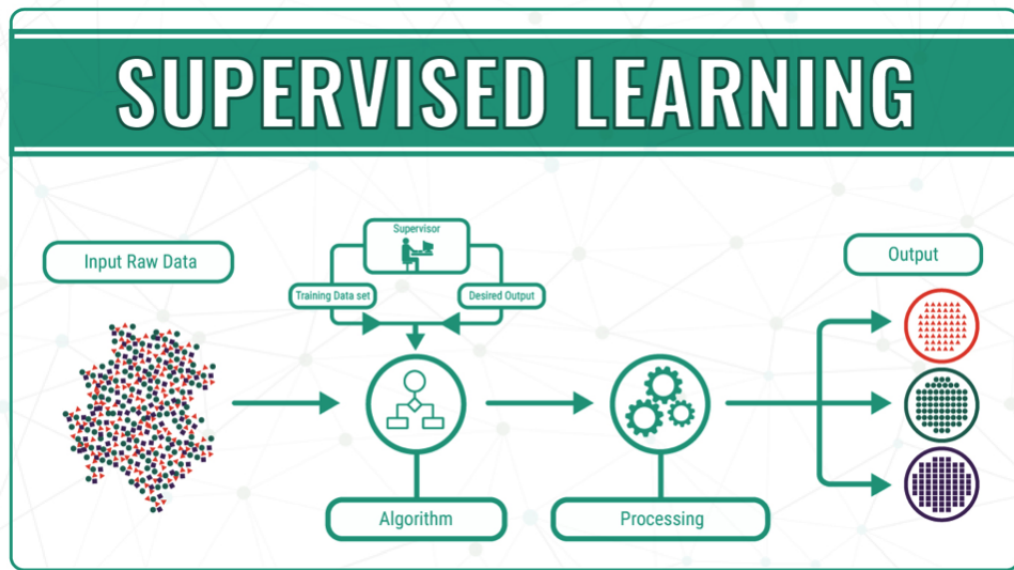 SUPERVISED LEARNING
Input Raw Data
Supervisor
Training Data set
Desired Output
Algorithm
Processing
Output